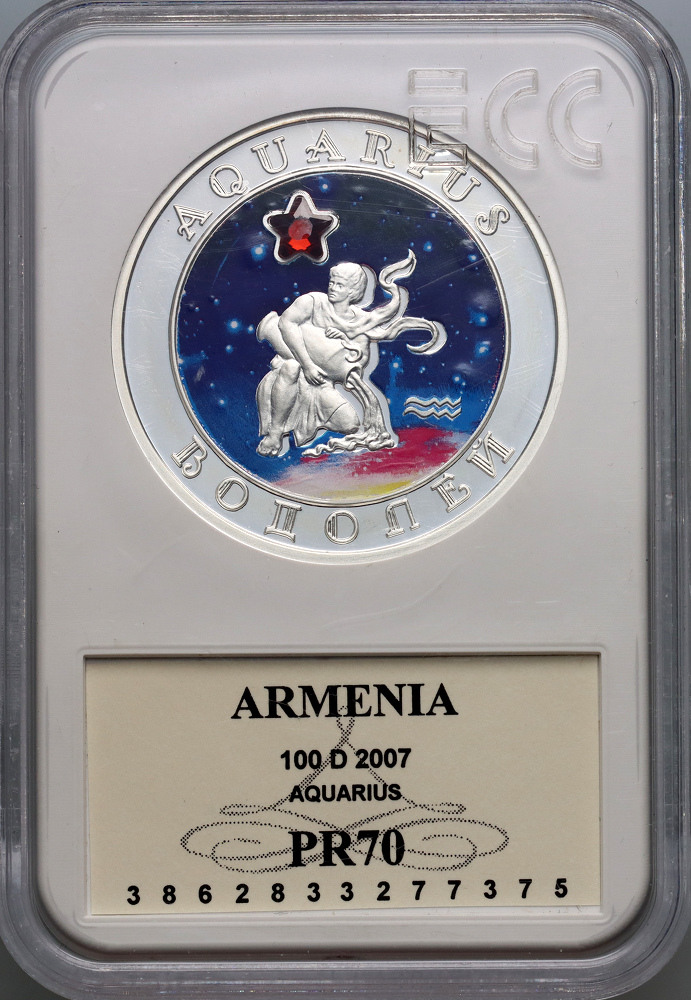 ECC
AQUARIUS
ВОДОЛЕЙ
ARMENIA
100 D 2007
AQUARIUS
PR70
3 8 6 2 8 3 3 2 7 7 3 7 5